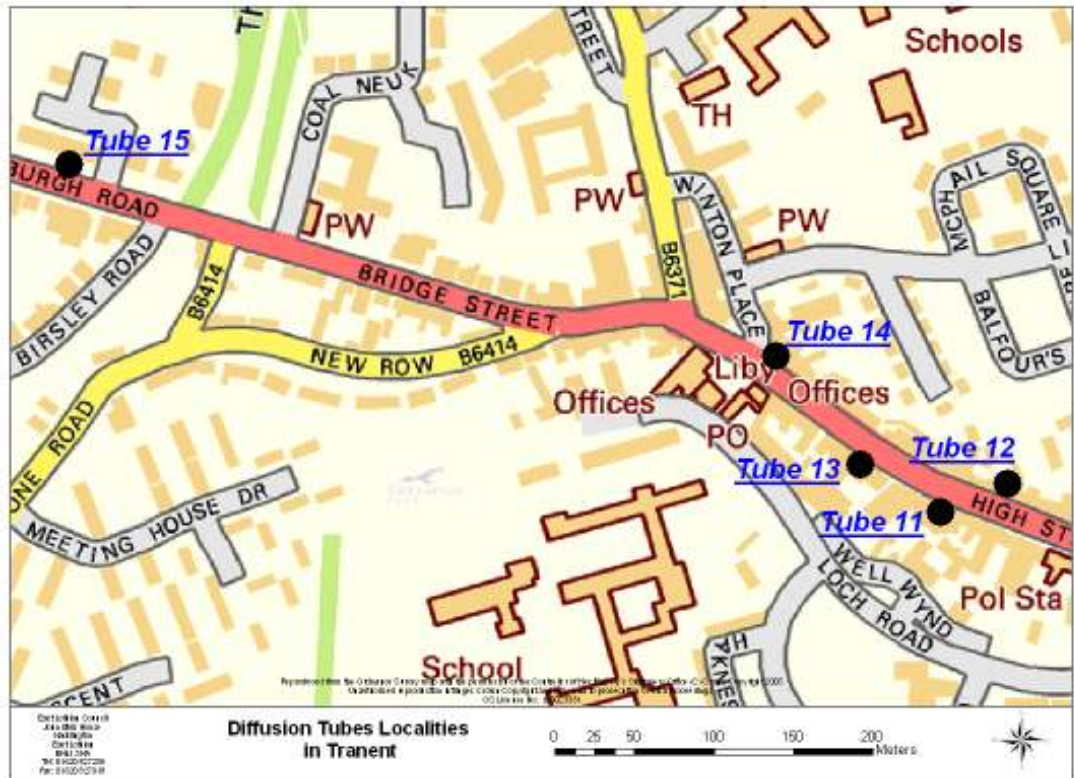 Schools
STREET
COAL NEUK
TH
Tube 15
BURGH ROAD
PW
PW
WINTON PLACE
PW
MCPHAIL SQUARE
B6371
BIRSLEY ROAD
B6414
BRIDGE STREET
NEW ROW B6414
BALFOUR'S
Tube 14
Liby
Offices
Offices
PO
ONE ROAD
Tube 13
Tube 12
HIGH ST
Tube 11
MEETING HOUSE DR
WELL WYND
LOCH ROAD
Pol Sta
School
SCENT
Diffusion Tubes Localities
in Tranent
0 25 50 100 150 200
Meters